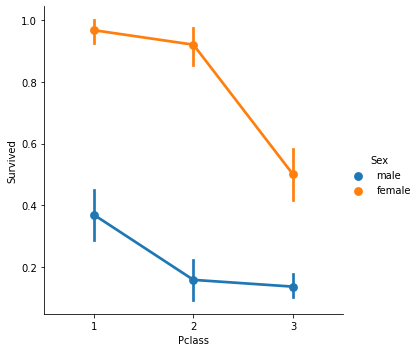 1.0
0.8
0.6
0.4
0.2
Survived
1 2 3
Pclass
Sex
male
female